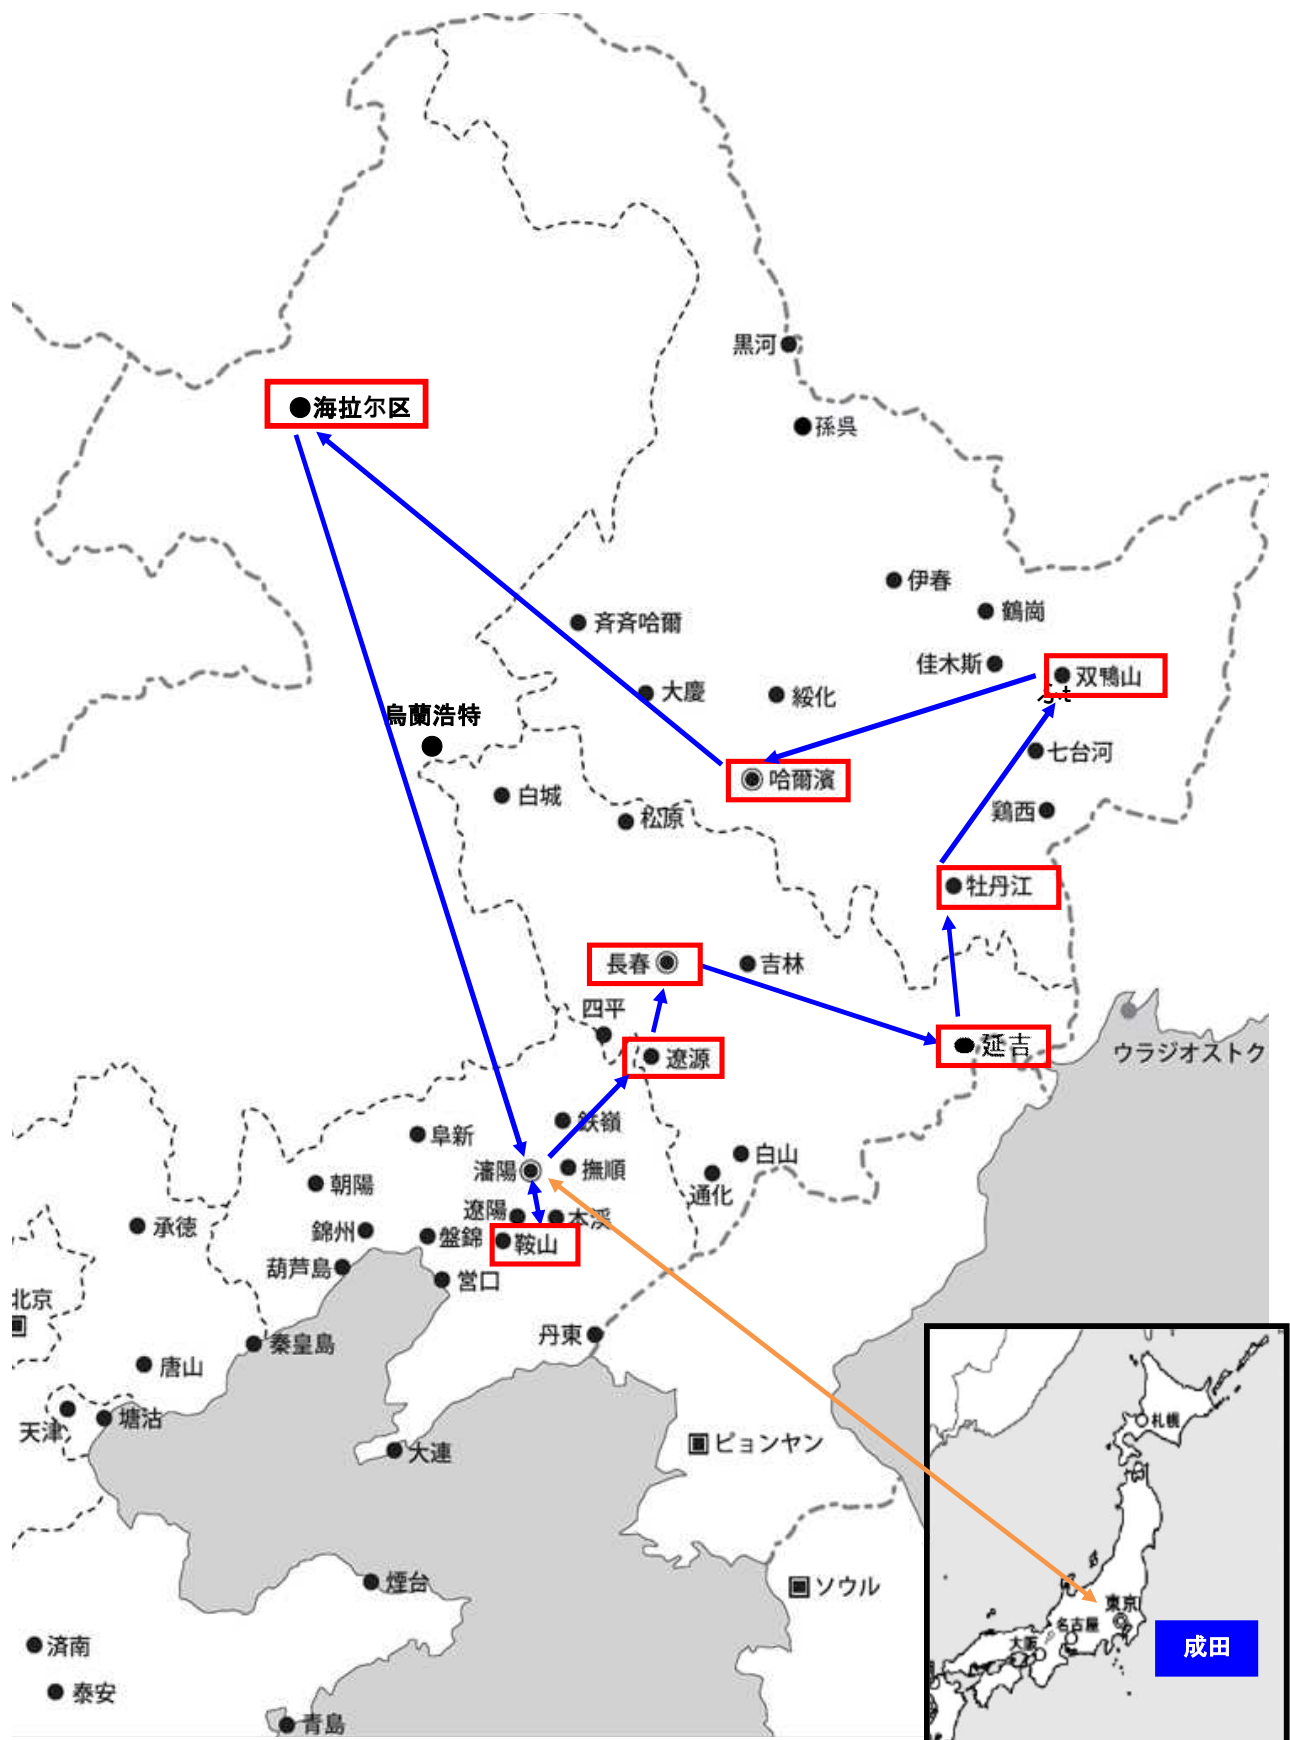 黒河
海拉尔区
孫呉
伊春
鶴崗
斉斉哈爾
佳木斯
双鴨山
大慶
綏化
烏蘭浩特
七台河
哈爾濱
白城
松原
鶏西
牡丹江
長春
吉林
四平
延吉
遼源
ウラジオストク
鉄嶺
阜新
白山
瀋陽
撫順
朝陽
通化
遼陽
本渓
承徳
錦州
盤錦
鞍山
葫芦島
営口
北京
丹東
秦皇島
唐山
天津
塘沽
札幌
ピョンヤン
大連
煙台
ソウル
東京
名古屋
大阪
成田
済南
泰安
青島